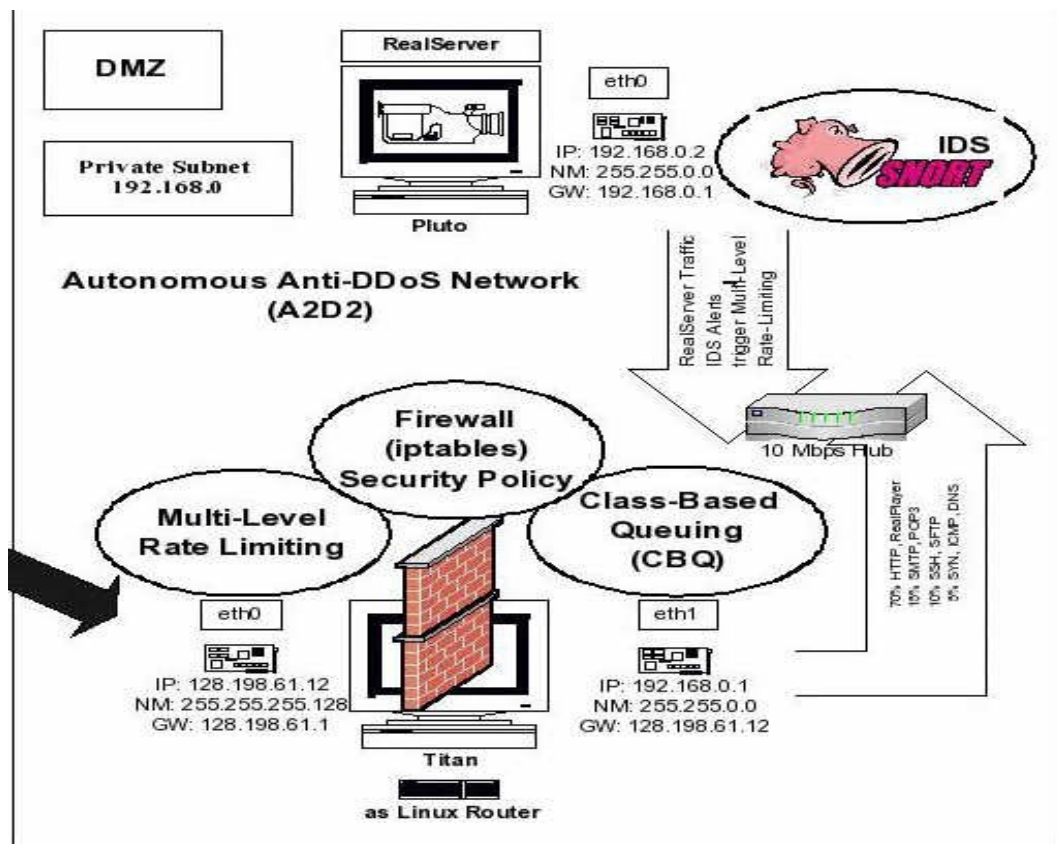 DMZ
Private Subnet
192.168.0
RealServer
Pluto
eth0
IP: 192.168.0.2
NM: 255.255.0.0
GW: 192.168.0.1
IDS
SNORT
Autonomous Anti-DDoS Network
(A2D2)
RealServer Traffic
IDS Alerts
trigger Multi-Level
Rate-Limiting
10 Mbps Hub
70% HTTP, RealPlayer
15% SMTP, POP3
10% SSH, SFTP
5% SYN, ICMP, DNS
Firewall
(iptables)
Security Policy
Multi-Level
Rate Limiting
Class-Based
Queuing
(CBQ)
eth0
IP: 128.198.61.12
NM: 255.255.255.128
GW: 128.198.61.1
eth1
IP: 192.168.0.1
NM: 255.255.0.0
GW: 128.198.61.12
Titan
as Linux Router